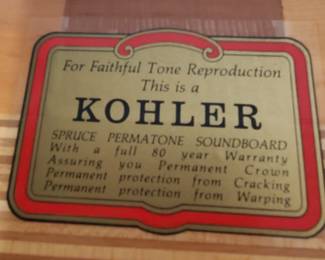 For Faithful Tone Reproduction
This is a
KOHLER
SPRUCE PERMATONE SOUNDBOARD
With a full 80 year Warranty
Assuring you Permanent Crown
Permanent protection from Cracking
Permanent protection from Warping